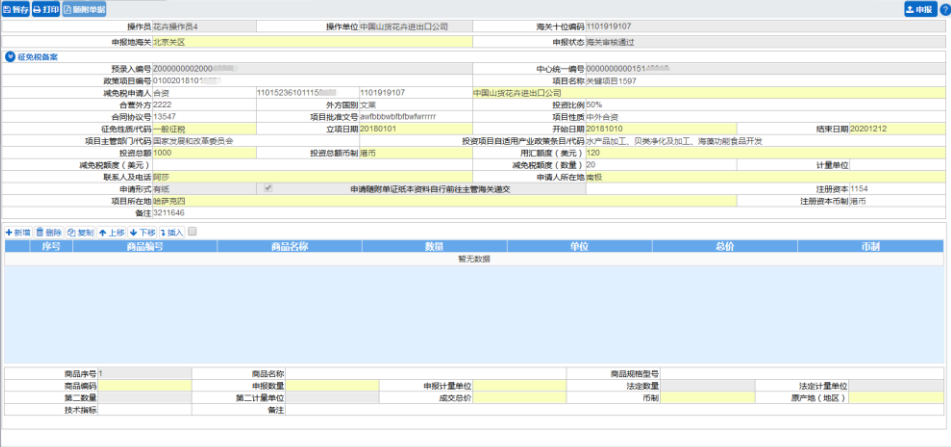 暂存 打印 随附单据 申报 ?
操作员 花卉操作员4 操作单位 中国山货花卉进出口公司 海关十位编码 1101919107
申报地海关 北京关区 申报状态 海关审核通过
征免税备案
预录入编号 Z000000002000 中心统一编号 0000000000151
政策项目编号 01002018101 项目名称 关键项目1597
减免税申请人 合资 11015236101115 1101919107 中国山货花卉进出口公司
合营外方 2222 外方国别 文莱 投资比例 50%
合同协议号 13547 项目批准文号 awfbbbwbfbfbwfwrrrrr 项目性质 中外合资
征免性质/代码 一般征税 立项日期 20180101 开始日期 20181010 结束日期 20201212
项目主管部门/代码 国家发展和改革委员会 投资项目自适用产业政策条目/代码 水产品加工、贝类净化及加工、海藻功能食品开发
投资总额 1000 投资总额币制 港币 用汇额度（美元） 120
减免税额度（美元） 减免税额度（数量） 20 计量单位
联系人及电话 阿莎 申请人所在地 南极
申请形式 有纸 申请随附单证纸本资料自行前往主管海关递交 注册资本 1154
项目所在地 哈萨克四 注册资本币制 港币
备注 3211646
新增 删除 复制 上移 下移 插入
序号 商品编号 商品名称 数量 单位 总价 币制
暂无数据
商品序号 1 商品名称 商品规格型号
商品编码 申报数量 申报计量单位 法定数量 法定计量单位
第二数量 第二计量单位 成交总价 币制 原产地（地区）
技术指标 备注